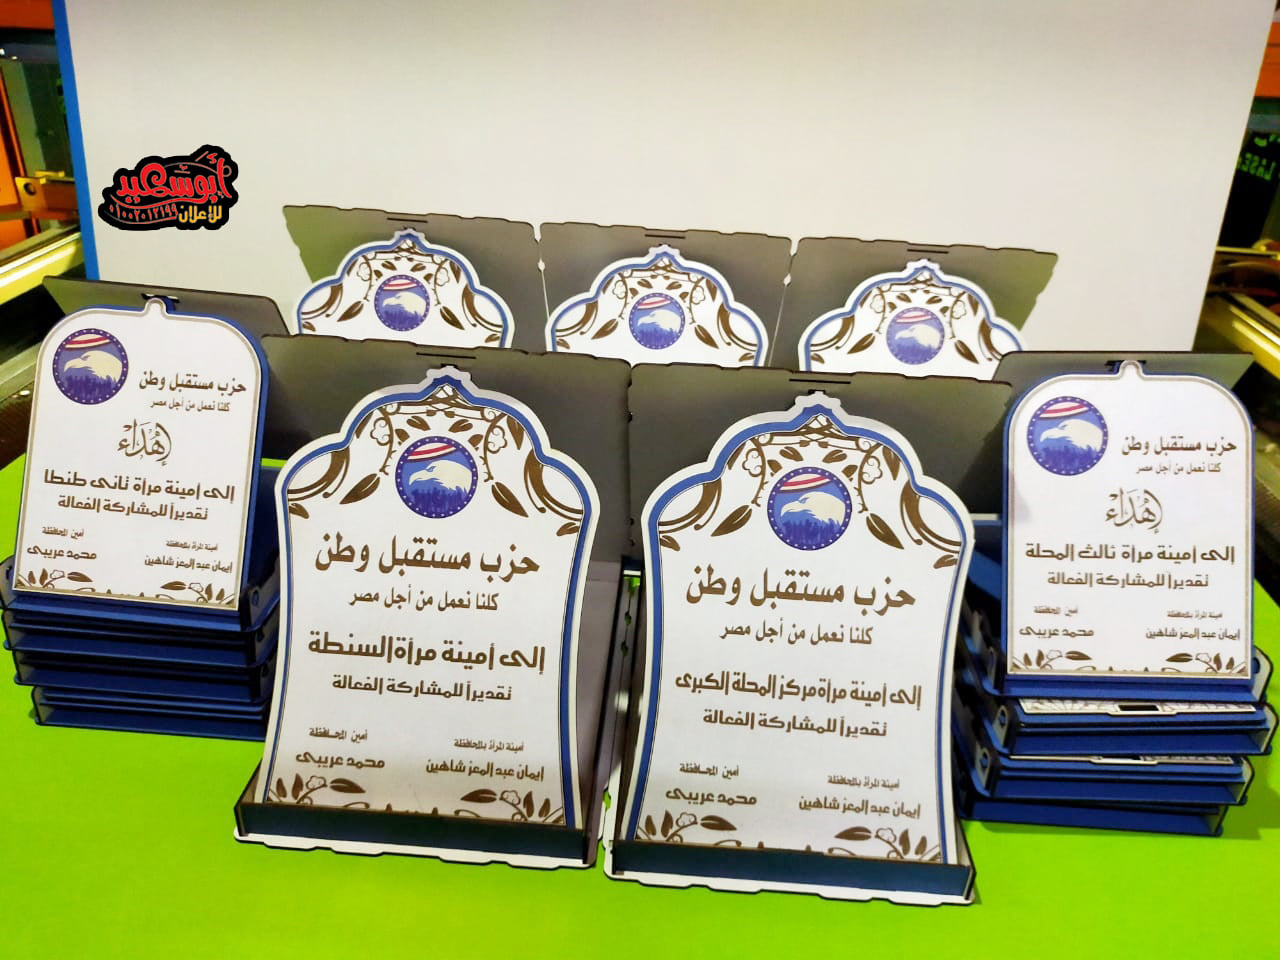 أبو سهيد
للإعلان
٠١٠٠٢٠١٢١٩٩
حزب مستقبل وطن
كلنا نعمل من أجل مصر
إهداء
إلى أمينة مرأة ثانى طنطا
تقديراً للمشاركة الفعالة
أمينة المرأة بالمحافظة
أمين المحافظة
إيمان عبد المعز شاهين
محمد عريبى
حزب مستقبل وطن
كلنا نعمل من أجل مصر
إلى أمينة مرأة السنطة
تقديراً للمشاركة الفعالة
أمينة المرأة بالمحافظة
أمين المحافظة
إيمان عبد المعز شاهين
محمد عريبى
حزب مستقبل وطن
كلنا نعمل من أجل مصر
إلى أمينة مرأة مركز المحلة الكبرى
تقديراً للمشاركة الفعالة
أمينة المرأة بالمحافظة
أمين المحافظة
إيمان عبد المعز شاهين
محمد عريبى
حزب مستقبل وطن
كلنا نعمل من أجل مصر
إهداء
إلى أمينة مرأة ثالث المحلة
تقديراً للمشاركة الفعالة
أمينة المرأة بالمحافظة
أمين المحافظة
إيمان عبد المعز شاهين
محمد عريبى